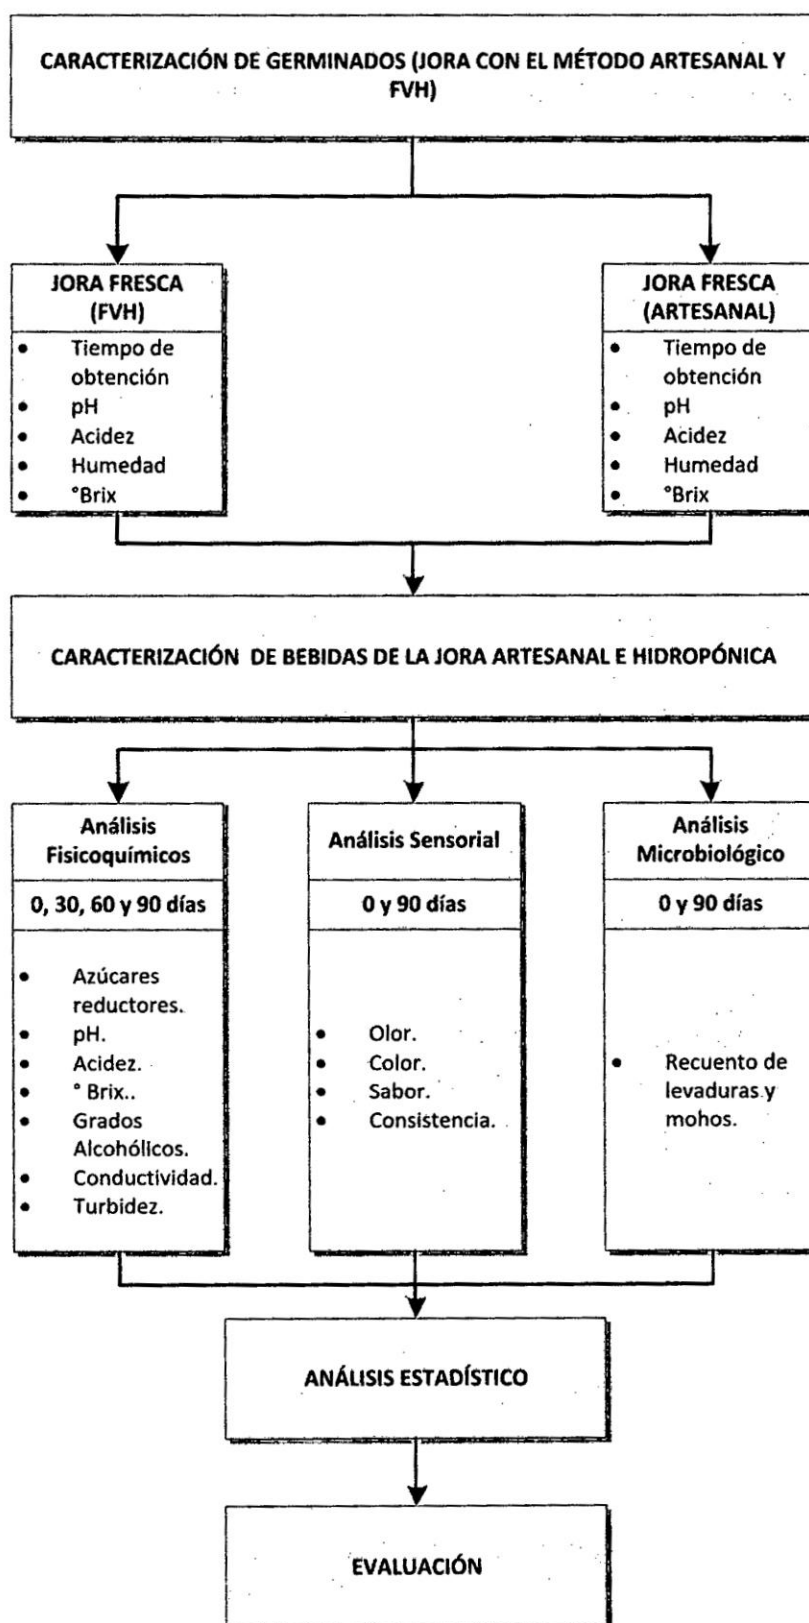 CARACTERIZACIÓN DE GERMINADOS (JORA CON EL MÉTODO ARTESANAL Y
FVH)
JORA FRESCA
(FVH)
• Tiempo de
obtención
• pH
• Acidez
• Humedad
• °Brix
JORA FRESCA
(ARTESANAL)
• Tiempo de
obtención
• pH
• Acidez
• Humedad
• °Brix
CARACTERIZACIÓN DE BEBIDAS DE LA JORA ARTESANAL E HIDROPÓNICA
Análisis
Fisicoquímicos
0, 30, 60 y 90 días
• Azúcares
reductores.
• pH.
• Acidez.
• ° Brix..
• Grados
Alcohólicos.
• Conductividad.
• Turbidez.
Análisis Sensorial
0 y 90 días
• Olor.
• Color.
• Sabor.
• Consistencia.
Análisis
Microbiológico
0 y 90 días
• Recuento de
levaduras y
mohos.
ANÁLISIS ESTADÍSTICO
EVALUACIÓN